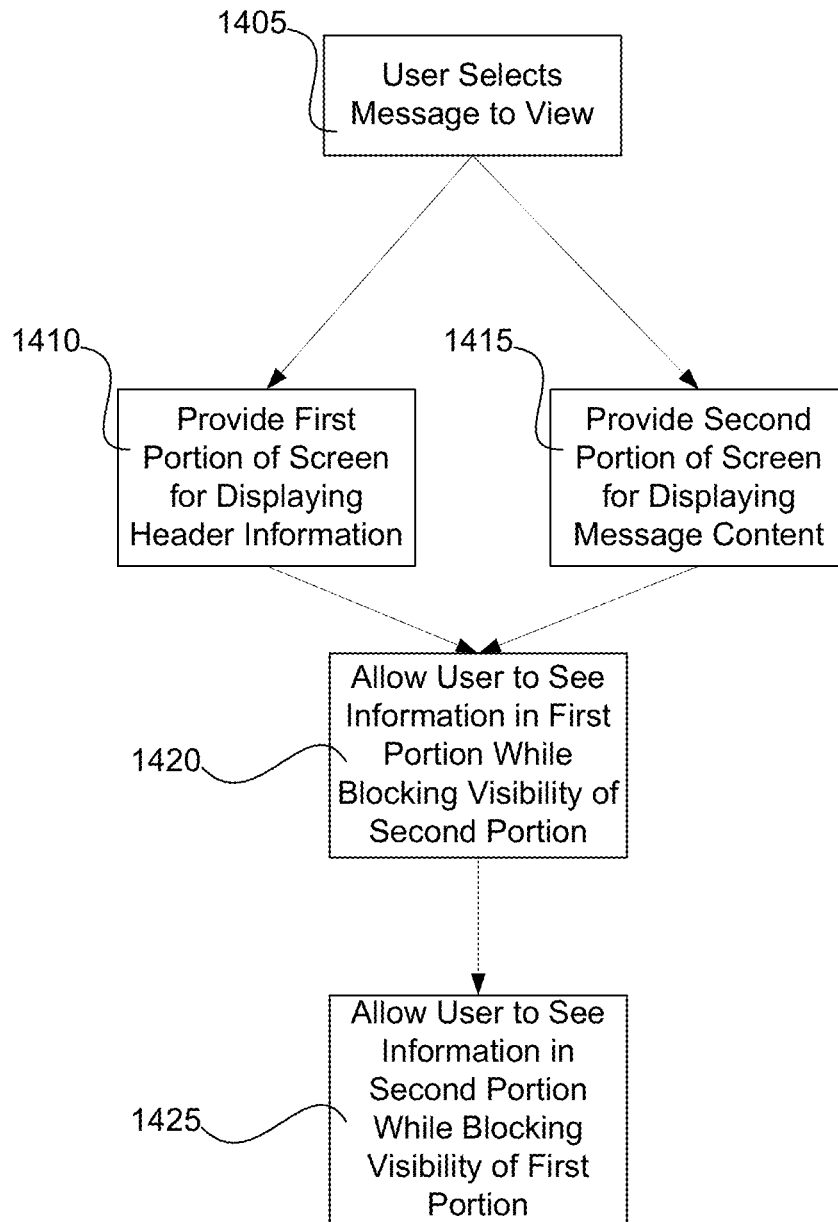 1405
User Selects
Message to View
1410
Provide First
Portion of Screen
for Displaying
Header Information
1415
Provide Second
Portion of Screen
for Displaying
Message Content
1420
Allow User to See
Information in First
Portion While
Blocking Visibility of
Second Portion
1425
Allow User to See
Information in
Second Portion
While Blocking
Visibility of First
Portion